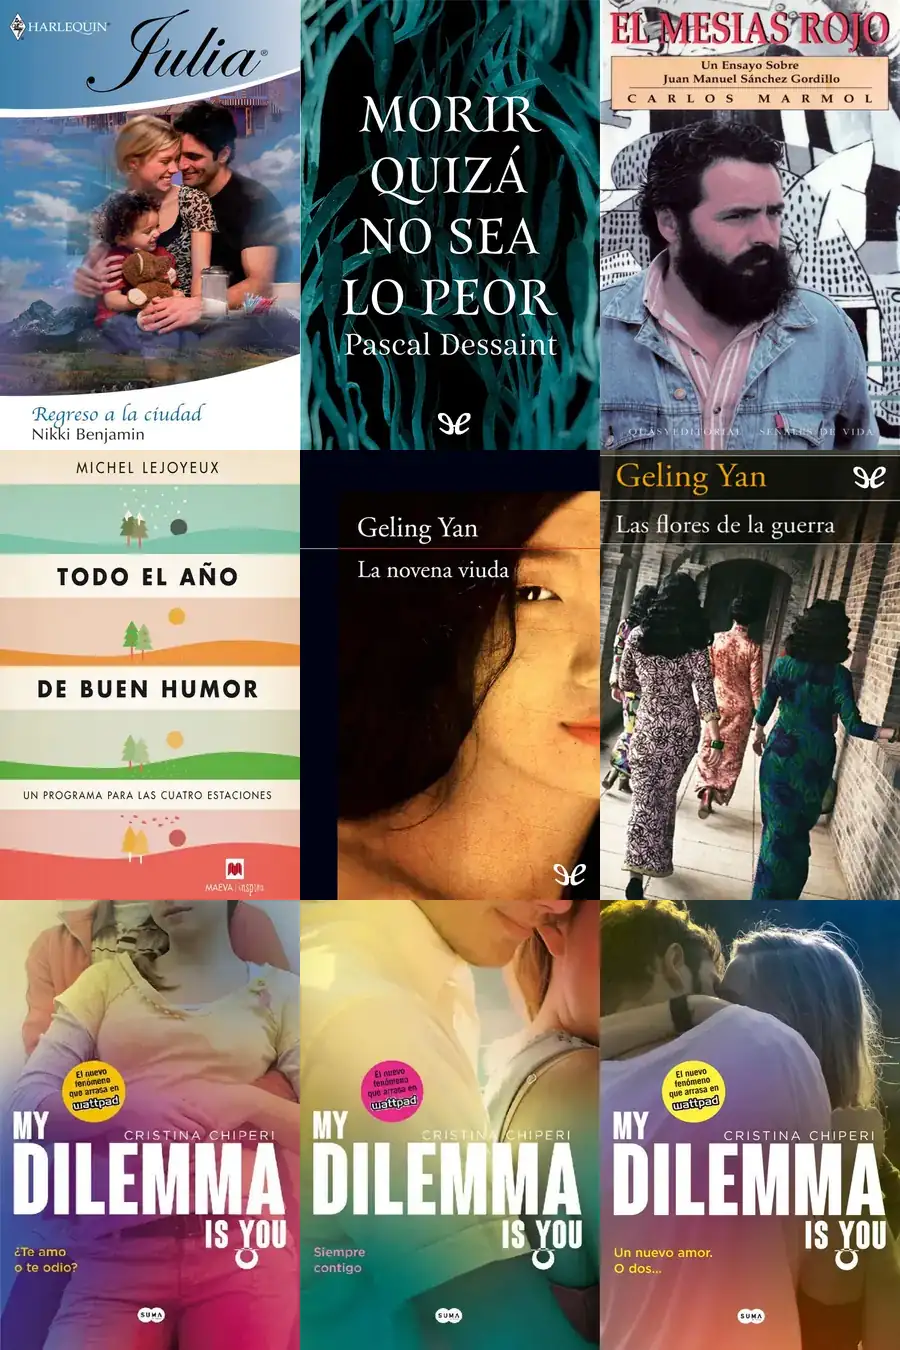 HARLEQUIN
Julia
Regreso a la ciudad
Nikki Benjamin
MORIR
QUIZÁ
NO SEA
LO PEOR
Pascal Dessaint
EL MESIAS ROJO
Un Ensayo Sobre
Juan Manuel Sánchez Gordillo
CARLOS MARMOL
QUASYEDITORIAL SEÑALES DE VIDA
MICHEL LEJOYEUX
TODO EL AÑO
DE BUEN HUMOR
UN PROGRAMA PARA LAS CUATRO ESTACIONES
MAEVA inspira
Geling Yan
La novena viuda
Geling Yan
Las flores de la guerra
El nuevo
fenómeno
que arrasa en
wattpad
CRISTINA CHIPERI
MY
DILEMMA
IS YOU
¿Te amo
o te odio?
SUMA
El nuevo
fenómeno
que arrasa en
wattpad
CRISTINA CHIPERI
MY
DILEMMA
IS YOU
Siempre
contigo
SUMA
El nuevo
fenómeno
que arrasa en
wattpad
CRISTINA CHIPERI
MY
DILEMMA
IS YOU
Un nuevo amor.
O dos...
SUMA